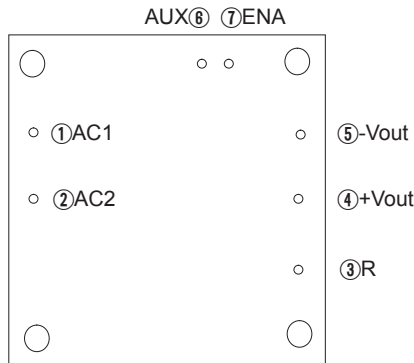 AUX⑥ ⑦ENA
①AC1 ⑤-Vout
②AC2 ④+Vout
③R